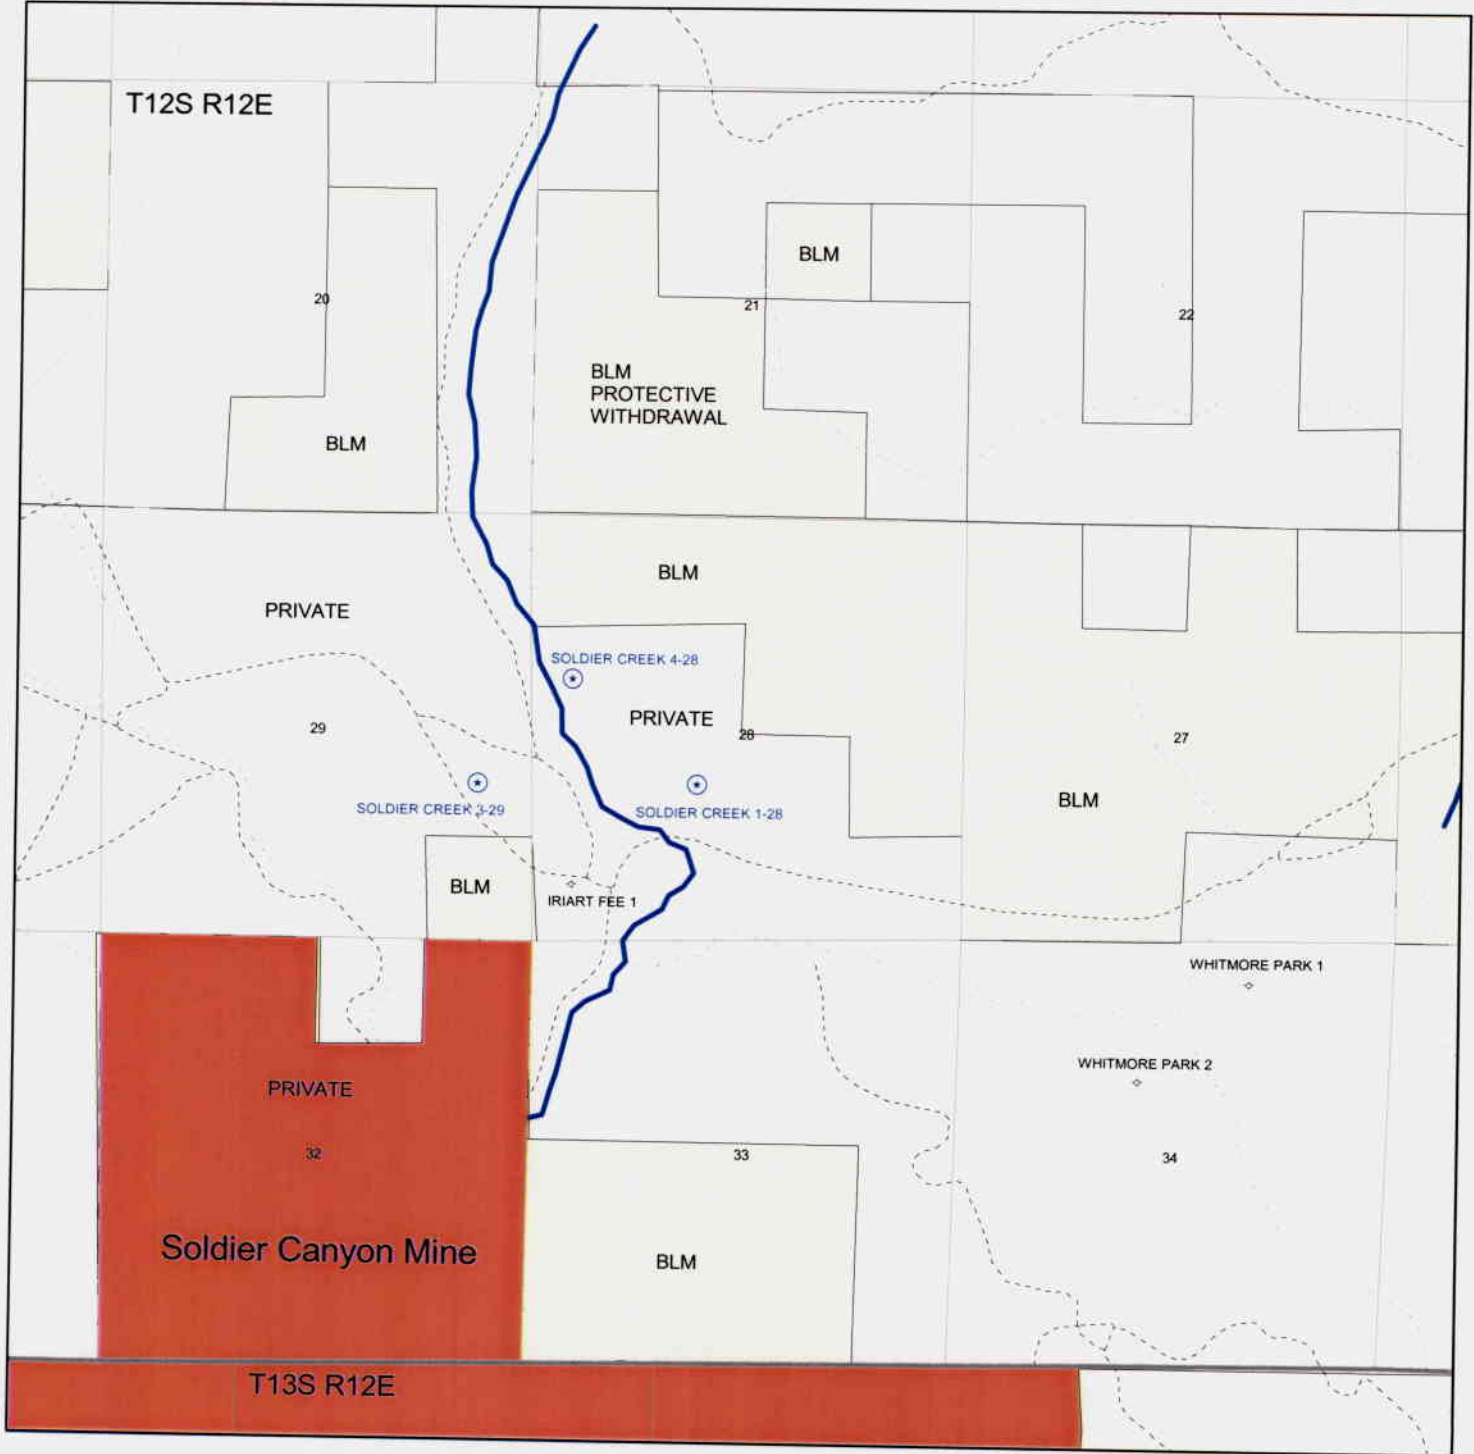 T12S R12E
BLM
20
21
22
BLM
PROTECTIVE
WITHDRAWAL
BLM
BLM
PRIVATE
SOLDIER CREEK 4-28
PRIVATE
29
28
27
SOLDIER CREEK 3-29
SOLDIER CREEK 1-28
BLM
BLM
IRIART FEE 1
WHITMORE PARK 1
WHITMORE PARK 2
PRIVATE
32
33
34
Soldier Canyon Mine
BLM
T13S R12E